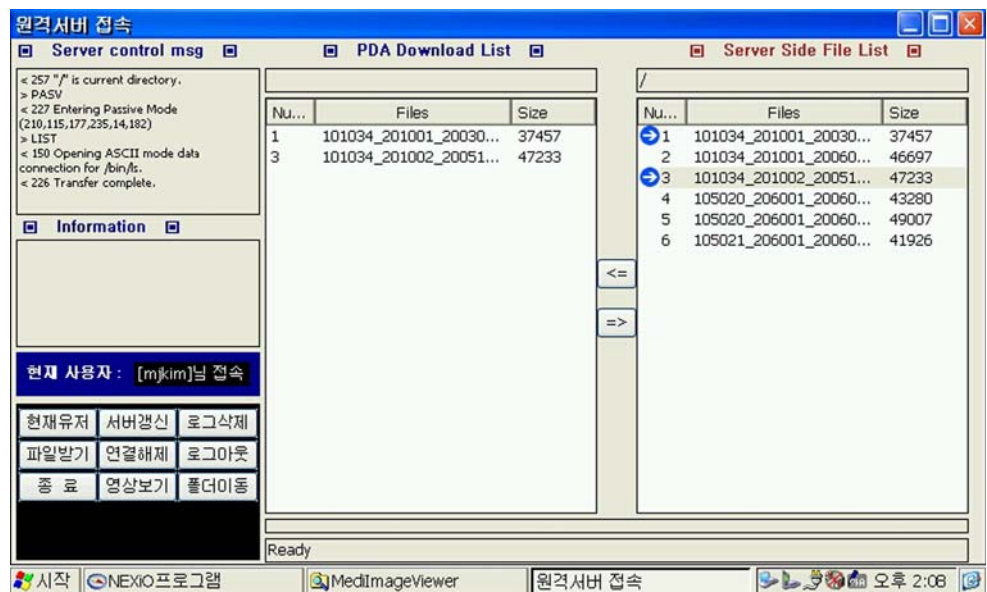 원격서버 접속
Server control msg
PDA Download List
Server Side File List
< 257 "/" is current directory.
> PASV
< 227 Entering Passive Mode
(210,115,177,235,14,182)
> LIST
< 150 Opening ASCII mode data
connection for /bin/ls.
< 226 Transfer complete.
Information
현재 사용자 : [mjkim]님 접속
현재유저 서버갱신 로그삭제
파일받기 연결해제 로그아웃
종 료 영상보기 폴더이동
Nu... Files Size
1 101034_201001_20030... 37457
3 101034_201002_20051... 47233
<=
=>
/
Nu... Files Size
1 101034_201001_20030... 37457
2 101034_201001_20060... 46697
3 101034_201002_20051... 47233
4 105020_206001_20060... 43280
5 105020_206001_20060... 49007
6 105021_206001_20060... 41926
Ready
시작 NEXiO프로그램 MediImageViewer 원격서버 접속 오후 2:08